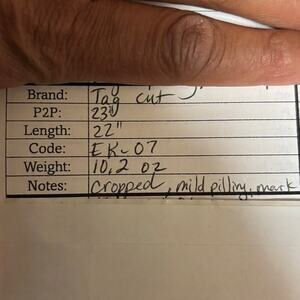 Brand: Tag cut
P2P: 23"
Length: 22"
Code: EK-07
Weight: 10.2 oz
Notes: Cropped, mild pilling, mark